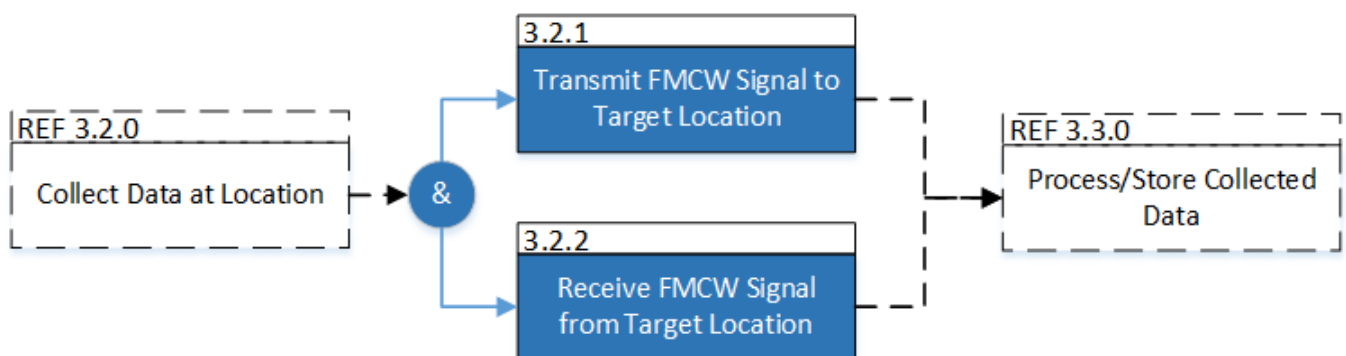 REF 3.2.0
Collect Data at Location
&
3.2.1
Transmit FMCW Signal to
Target Location
3.2.2
Receive FMCW Signal
from Target Location
REF 3.3.0
Process/Store Collected
Data